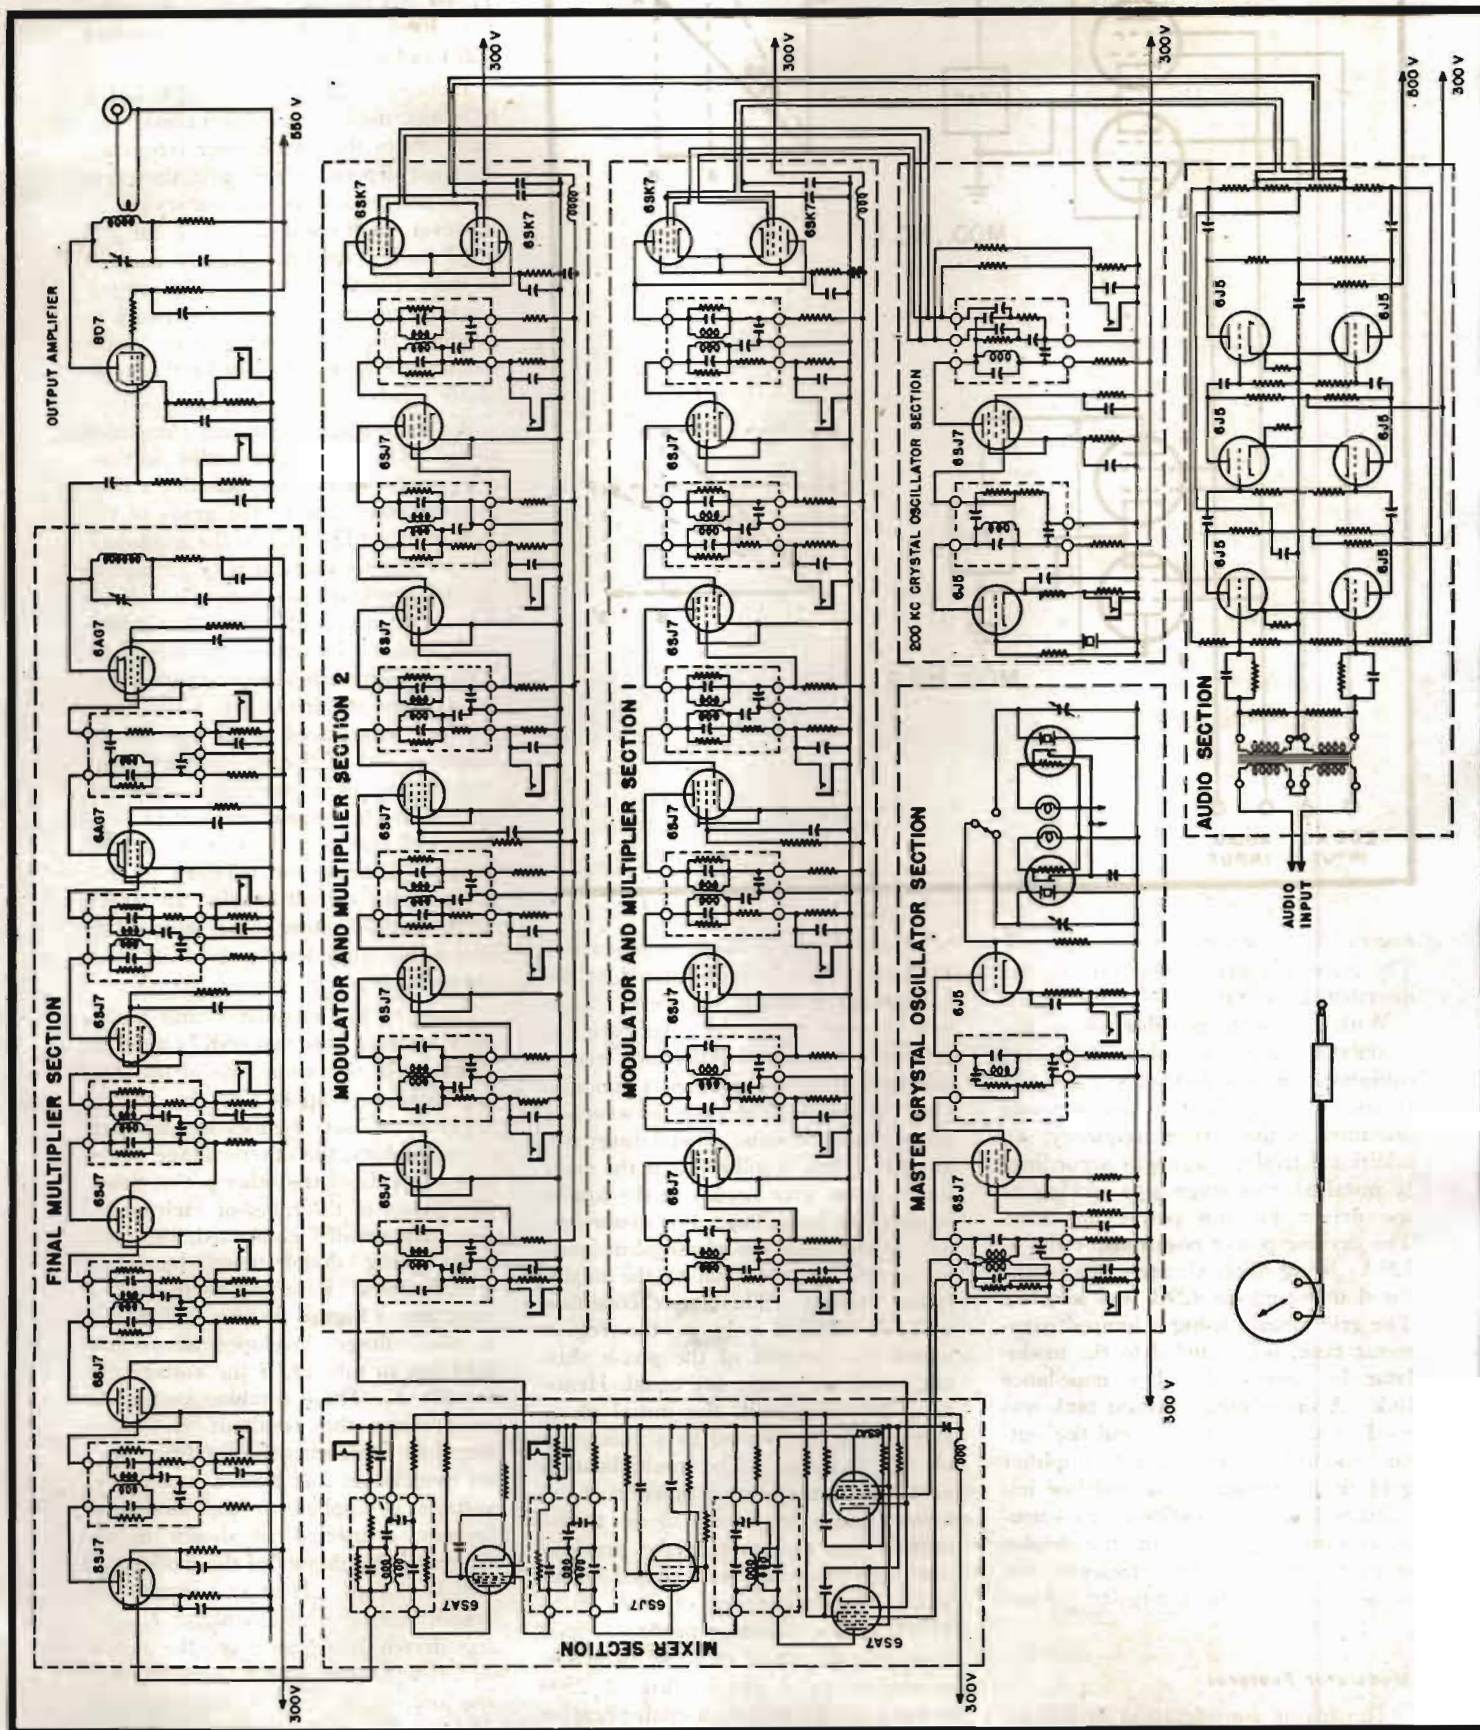 OUTPUT AMPLIFIER
807
550 V
FINAL MULTIPLIER SECTION
6SJ7
6SJ7
6SJ7
6SJ7
6AG7
6AG7
300V
MODULATOR AND MULTIPLIER SECTION 2
6SJ7
6SJ7
6SJ7
6SJ7
6SJ7
6SK7
6SK7
300 V
MODULATOR AND MULTIPLIER SECTION 1
6SJ7
6SJ7
6SJ7
6SJ7
6SJ7
6SK7
6SK7
300 V
MIXER SECTION
6SA7
6SJ7
6SA7
6SA7
300V
MASTER CRYSTAL OSCILLATOR SECTION
6SJ7
6J5
300 V
200 KC CRYSTAL OSCILLATOR SECTION
6J5
6SJ7
300 V
AUDIO SECTION
AUDIO
INPUT
6J5
6J5
6J5
6J5
6J5
6J5
300 V